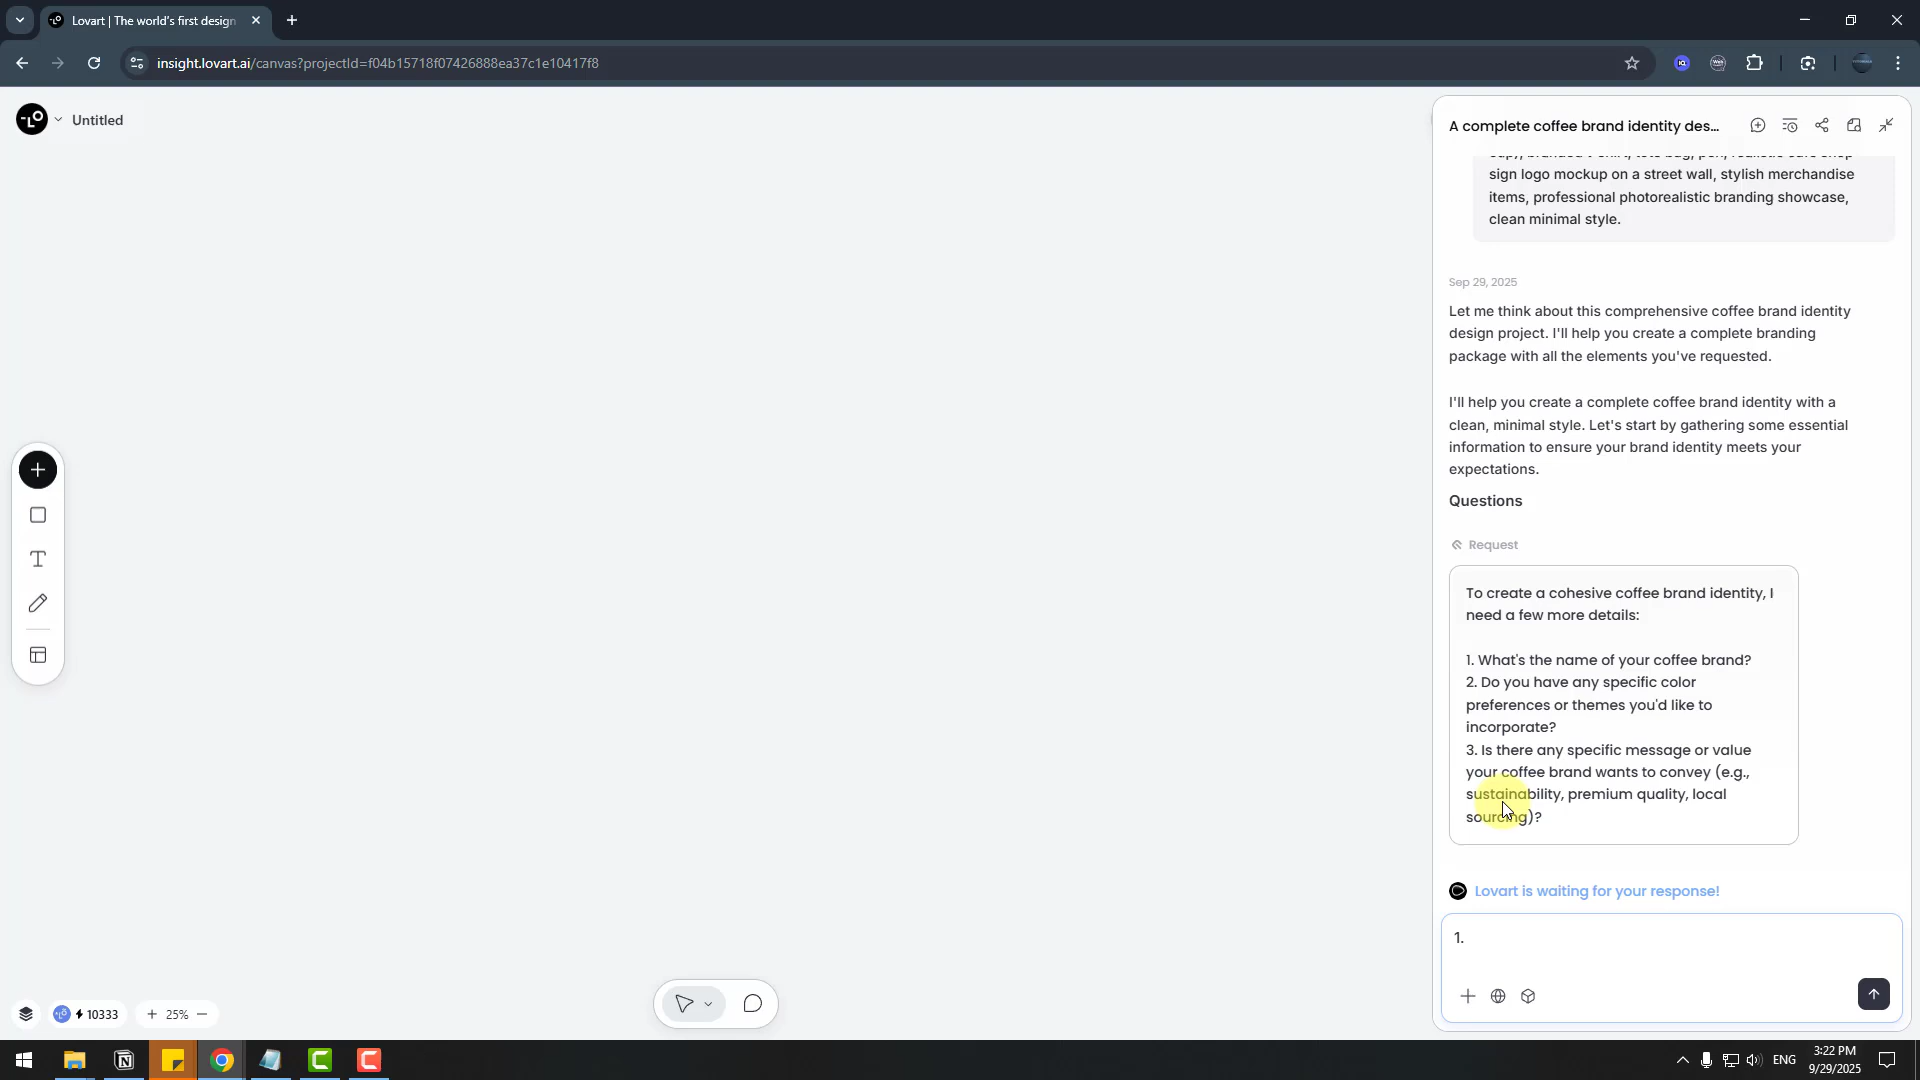 Lovart | The world's first design
insight.lovart.ai/canvas?projectId=f04b15718f07426888ea37c1e10417f8
Untitled
A complete coffee brand identity des...
sign logo mockup on a street wall, stylish merchandise
items, professional photorealistic branding showcase,
clean minimal style.
Sep 29, 2025
Let me think about this comprehensive coffee brand identity
design project. I'll help you create a complete branding
package with all the elements you've requested.
I'll help you create a complete coffee brand identity with a
clean, minimal style. Let's start by gathering some essential
information to ensure your brand identity meets your
expectations.
Questions
Request
To create a cohesive coffee brand identity, I
need a few more details:
1. What's the name of your coffee brand?
2. Do you have any specific color
preferences or themes you'd like to
incorporate?
3. Is there any specific message or value
your coffee brand wants to convey (e.g.,
sustainability, premium quality, local
sourcing)?
Lovart is waiting for your response!
1.
10333
25%
ENG
3:22 PM
9/29/2025